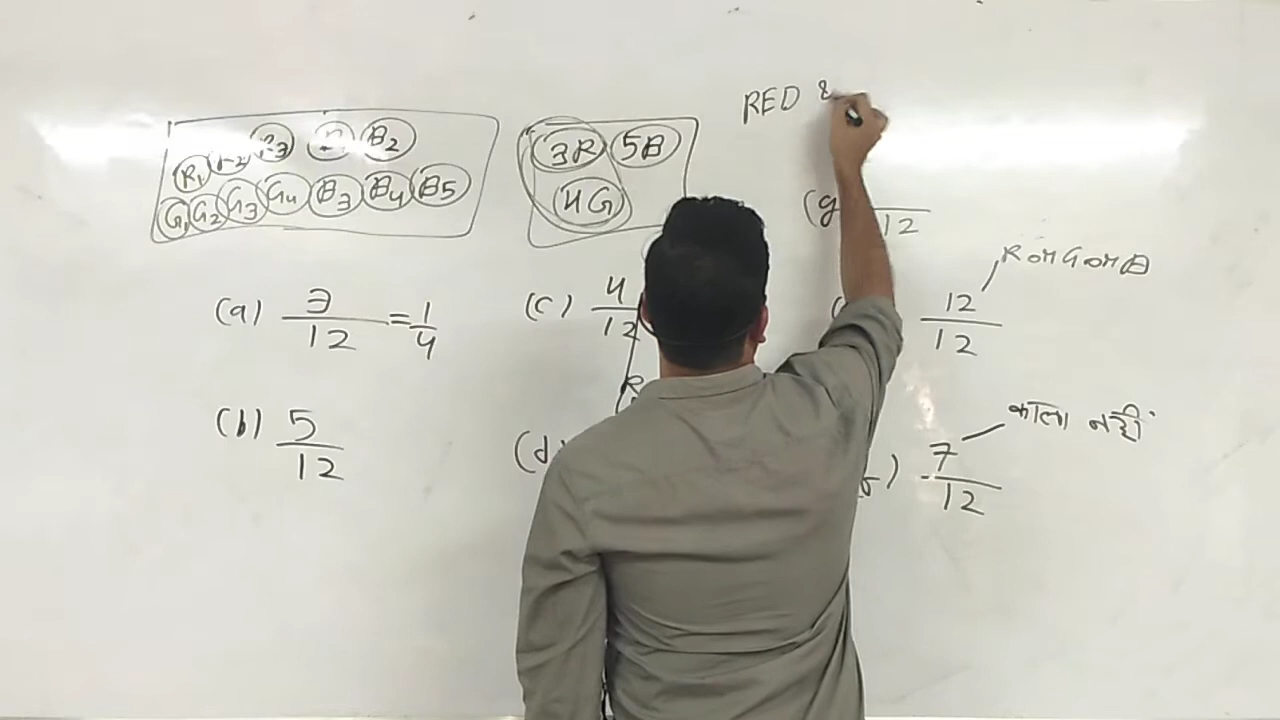 RED &
R₁ R₂ R₃ B₂
G₁ G₂ G₃ G₄ B₃ B₄ B5
3R 5B
4G
(g) 12
R or G or B
(a) 3/12 = 1/4
(c) 4/12
12/12
(b) 5/12
(d)
7/12
काला नहीं